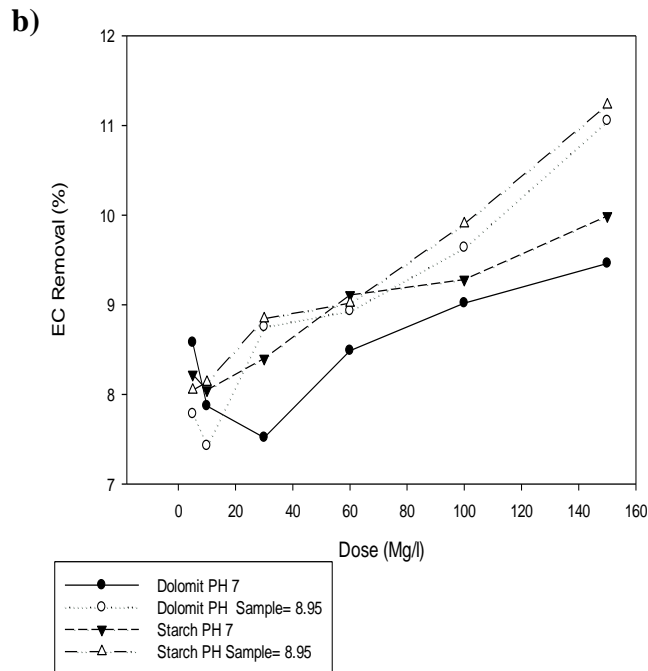 b)
12
11
10
9
8
7
EC Removal (%)
0 20 40 60 80 100 120 140 160
Dose (Mg/l)
Dolomit PH 7
Dolomit PH Sample= 8.95
Starch PH 7
Starch PH Sample= 8.95